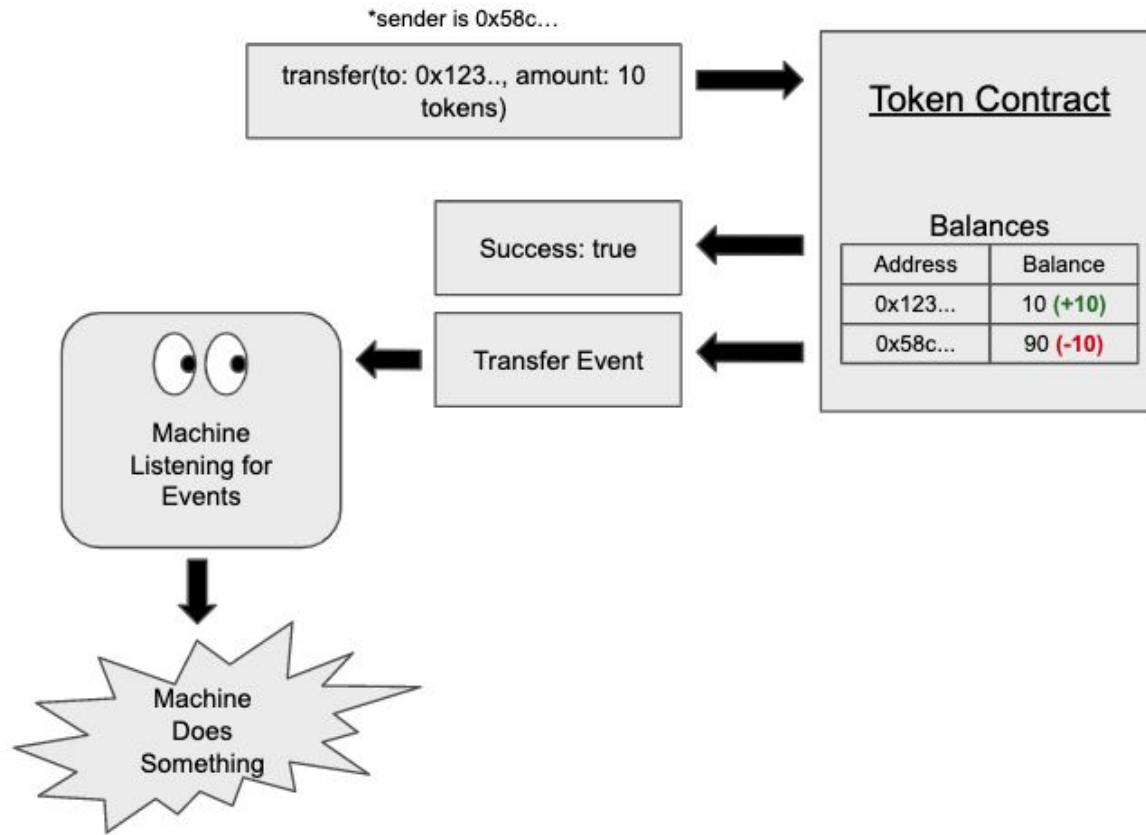 *sender is 0x58c…
transfer(to: 0x123.., amount: 10
tokens)
Token Contract
Success: true
Balances
Address Balance
0x123... 10 (+10)
0x58c... 90 (-10)
Transfer Event
Machine
Listening for
Events
Machine
Does
Something